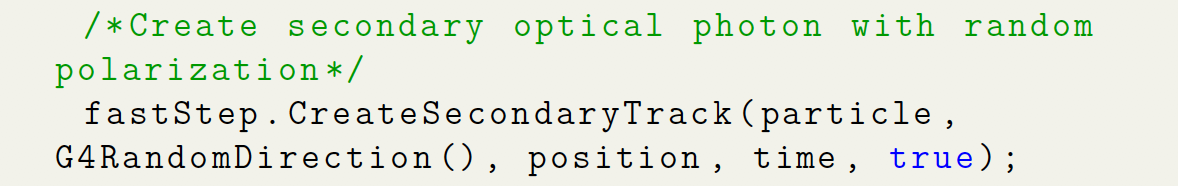 /*Create secondary optical photon with random
polarization*/
fastStep.CreateSecondaryTrack(particle,
G4RandomDirection(), position, time, true);